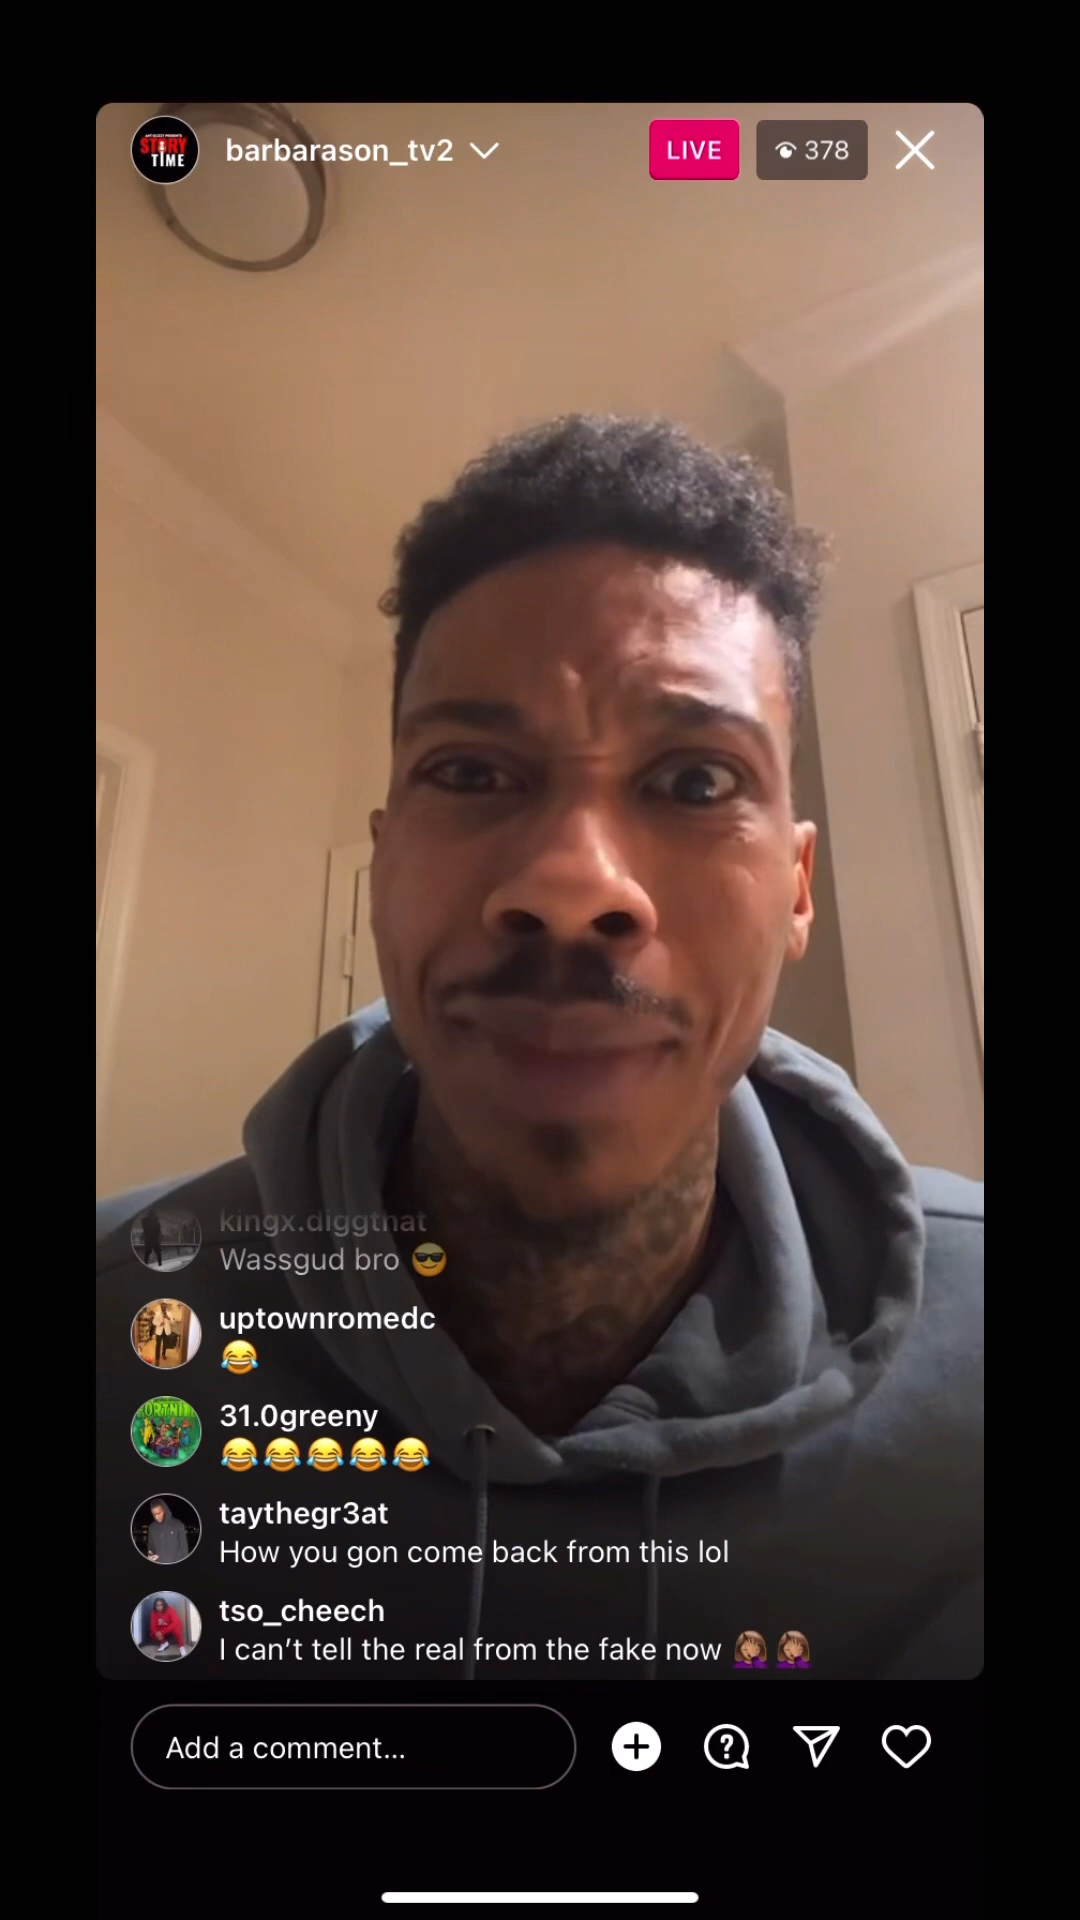 STORY
TIME
barbarason_tv2
LIVE
378
kingx.diggthat
Wassgud bro 😎
uptownromedc
😂
31.0greeny
😂😂😂😂😂
taythegr3at
How you gon come back from this lol
tso_cheech
I can’t tell the real from the fake now 🤦🏽‍♀️🤦🏽‍♀️
Add a comment...